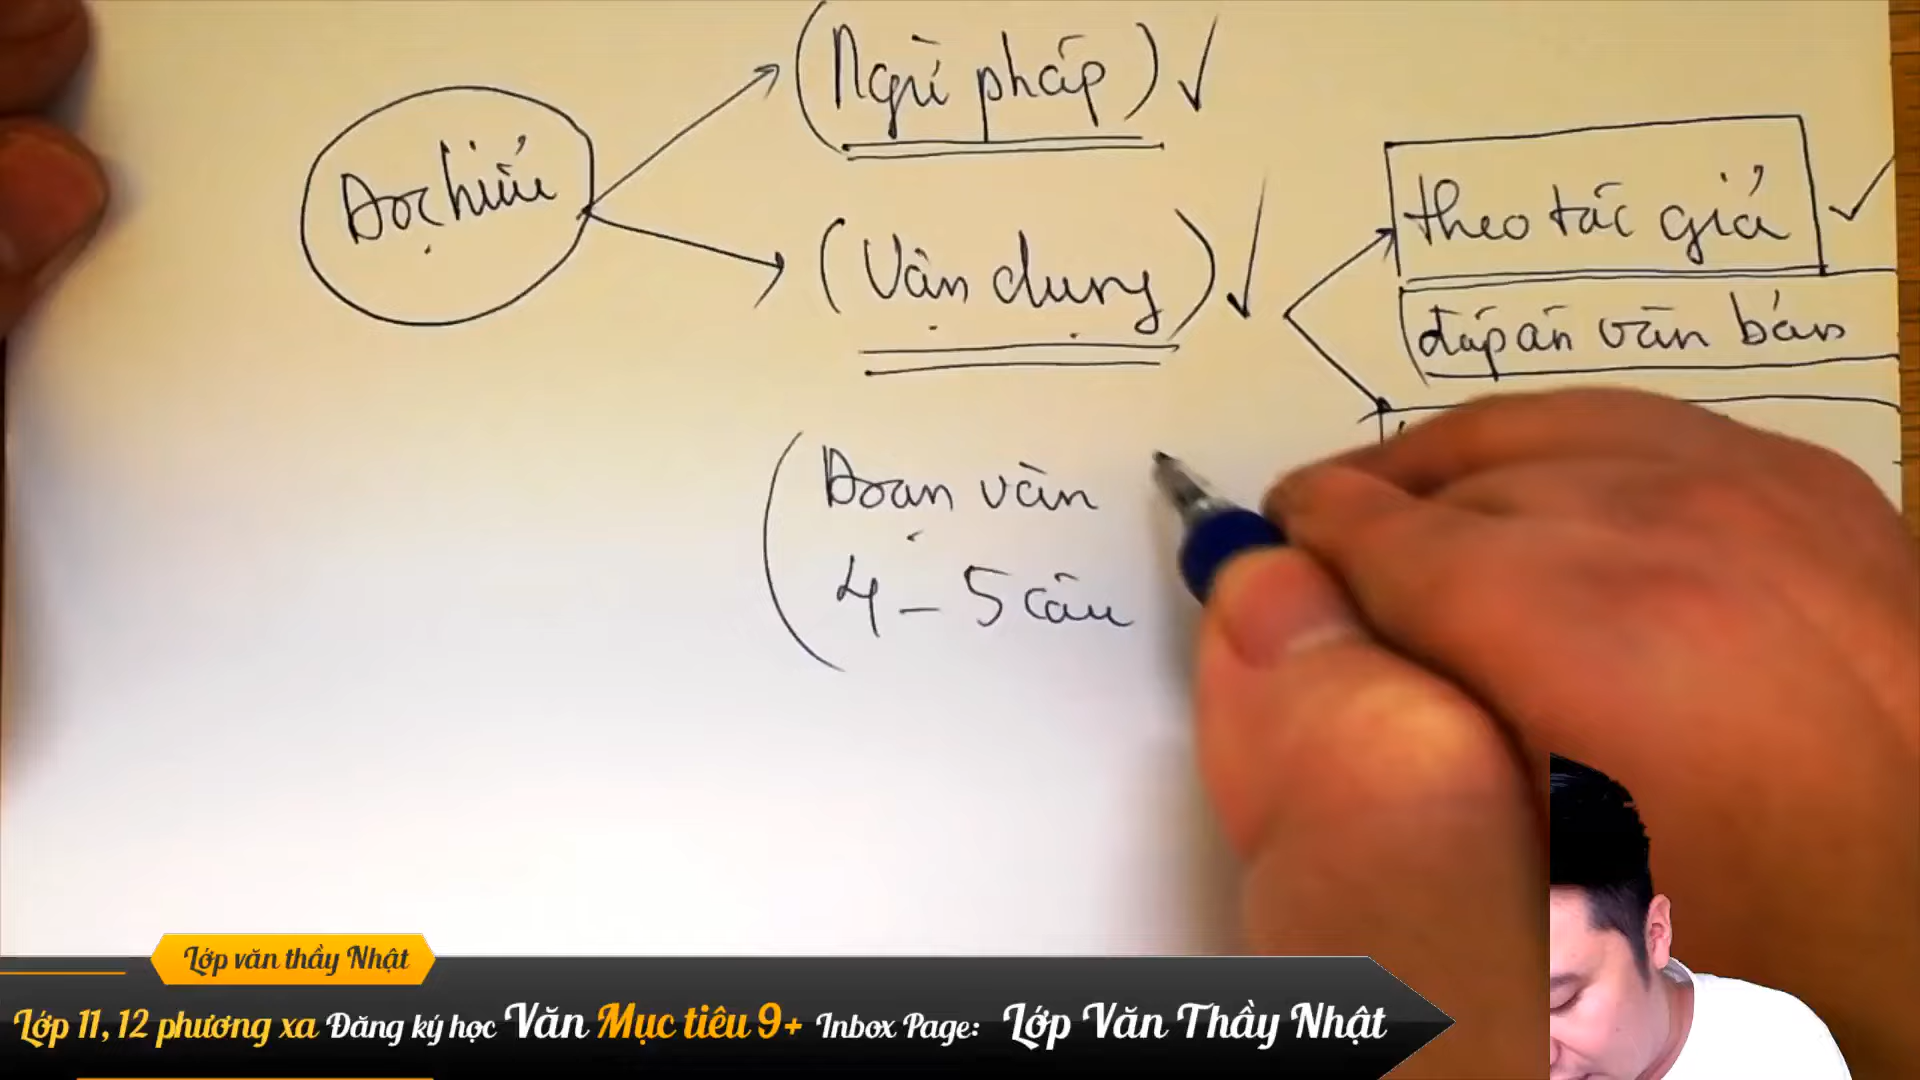 Đọc hiểu
(Ngữ pháp) ✓
(Vận dụng) ✓
theo tác giả ✓
đáp án văn bản
(Đoạn văn
4 – 5 câu
Lớp văn thầy Nhật
Lớp 11, 12 phương xa Đăng ký học Văn Mục tiêu 9+ Inbox Page: Lớp Văn Thầy Nhật